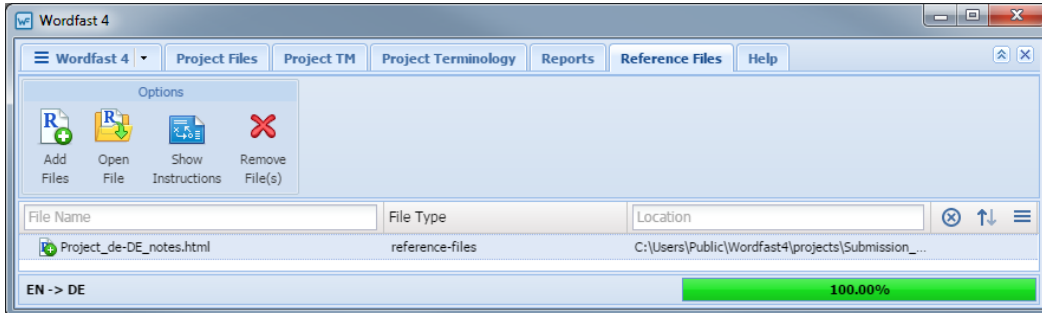 Wordfast 4
Wordfast 4 Project Files Project TM Project Terminology Reports Reference Files Help
Options
Add Files Open File Show Instructions Remove File(s)
File Name File Type Location
Project_de-DE_notes.html reference-files C:\Users\Public\Wordfast4\projects\Submission_...
EN -> DE 100.00%